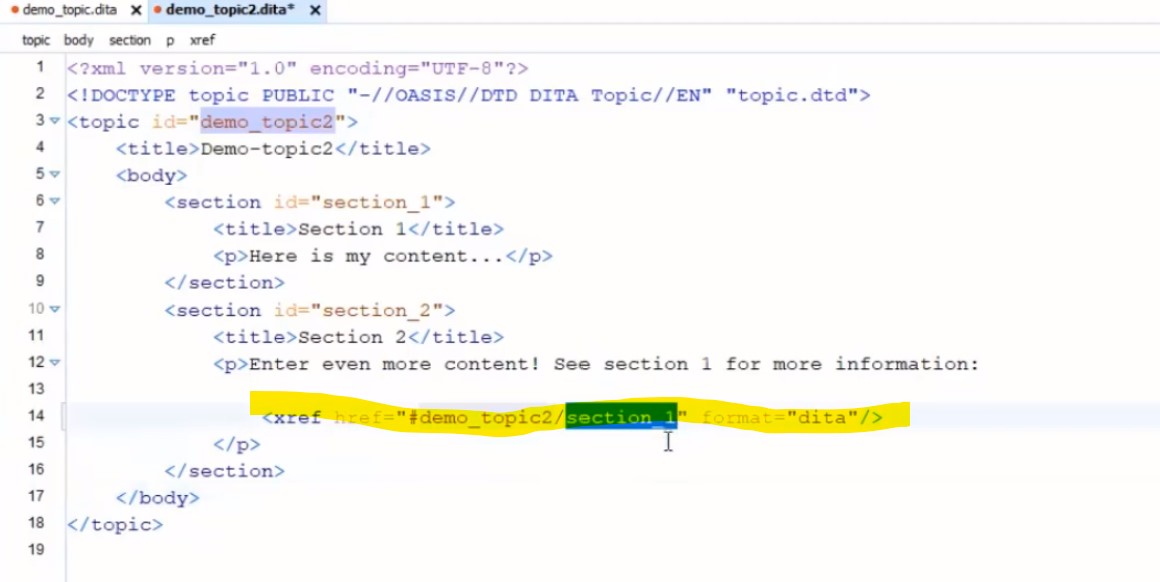 demo_topic.dita × demo_topic2.dita* ×
topic body section p xref
1 <?xml version="1.0" encoding="UTF-8"?>
2 <!DOCTYPE topic PUBLIC "-//OASIS//DTD DITA Topic//EN" "topic.dtd">
3 <topic id="demo_topic2">
4 <title>Demo-topic2</title>
5 <body>
6 <section id="section_1">
7 <title>Section 1</title>
8 <p>Here is my content...</p>
9 </section>
10 <section id="section_2">
11 <title>Section 2</title>
12 <p>Enter even more content! See section 1 for more information:
13
14 <xref href="#demo_topic2/section_1" format="dita"/>
15 </p>
16 </section>
17 </body>
18 </topic>
19